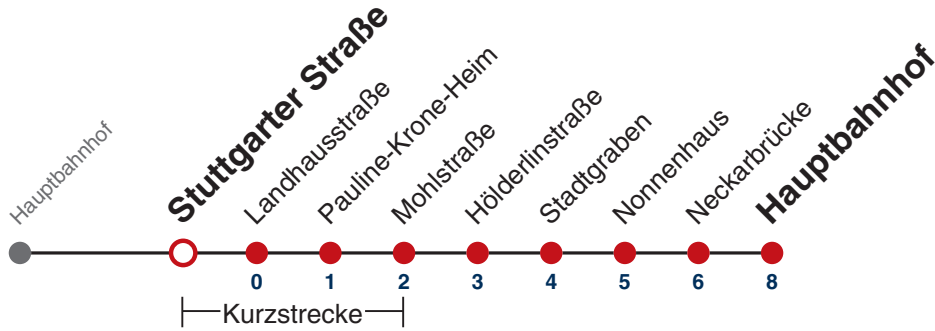 Hauptbahnhof
Stuttgarter Straße
Landhausstraße
Pauline-Krone-Heim
Mohlstraße
Hölderlinstraße
Stadtgraben
Nonnenhaus
Neckarbrücke
Hauptbahnhof
0 1 2 3 4 5 6 8
Kurzstrecke